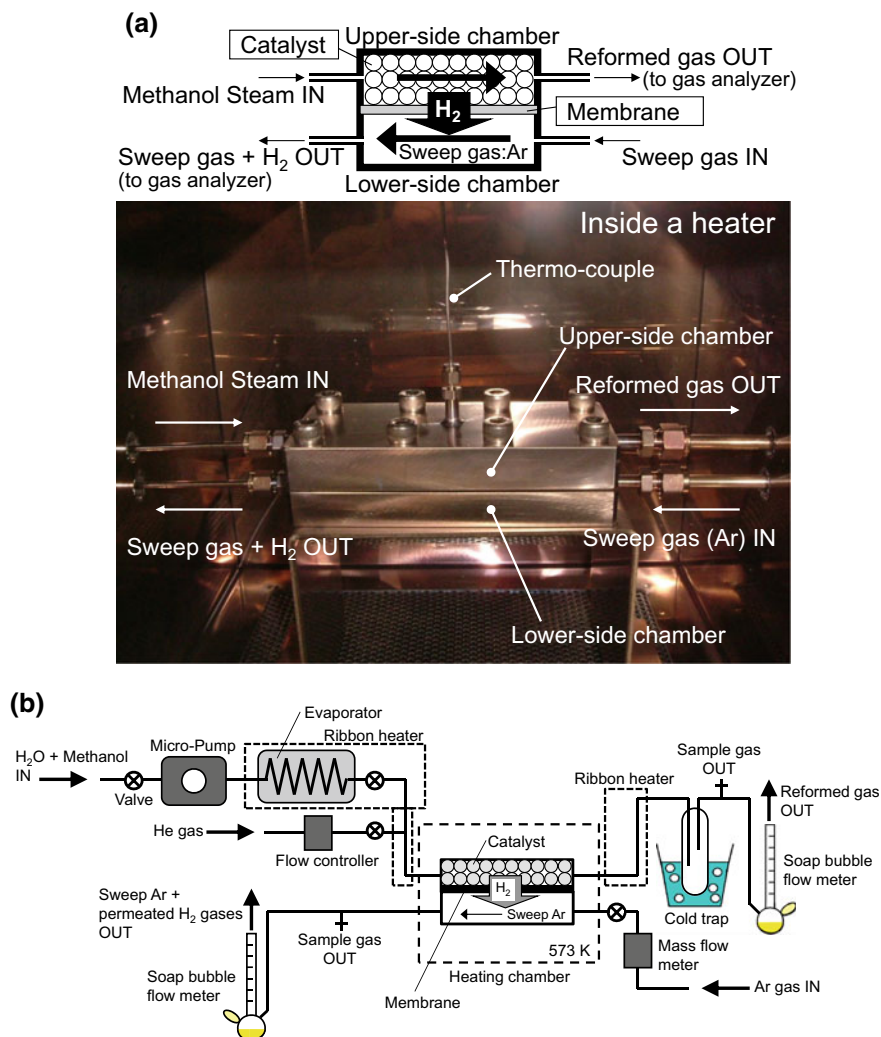 (a)
Upper-side chamber
Catalyst
Reformed gas OUT
(to gas analyzer)
Methanol Steam IN
H2
Membrane
Sweep gas + H2 OUT
(to gas analyzer)
Sweep gas:Ar
Sweep gas IN
Lower-side chamber
Inside a heater
Thermo-couple
Upper-side chamber
Methanol Steam IN
Reformed gas OUT
Sweep gas + H2 OUT
Sweep gas (Ar) IN
Lower-side chamber
(b)
Evaporator
Ribbon heater
Micro-Pump
H2O + Methanol
IN
Valve
He gas
Flow controller
Catalyst
H2
Sweep Ar
573 K
Heating chamber
Membrane
Ribbon heater
Sample gas
OUT
Reformed gas
OUT
Soap bubble
flow meter
Cold trap
Mass flow
meter
Ar gas IN
Sweep Ar +
permeated H2 gases
OUT
Sample gas
OUT
Soap bubble
flow meter